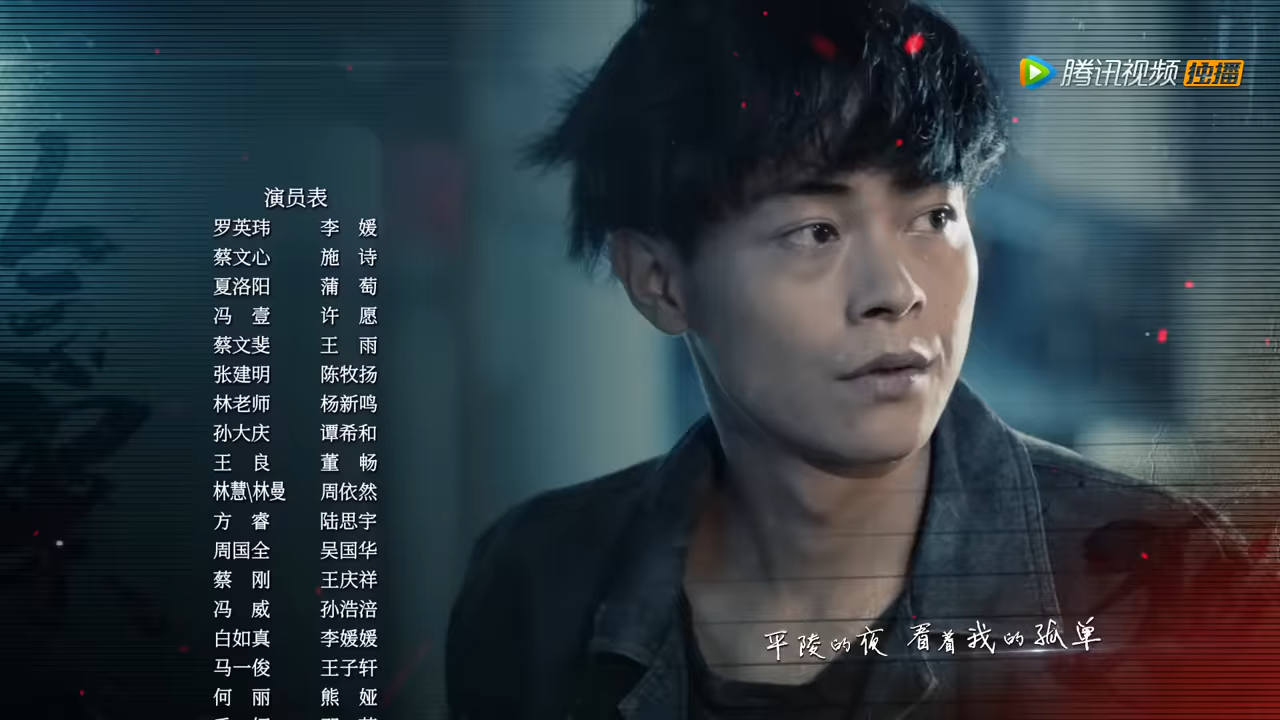 腾讯视频 独播
演员表
罗英玮 李媛
蔡文心 施诗
夏洛阳 蒲萄
冯壹 许愿
蔡文斐 王雨
张建明 陈牧扬
林老师 杨新鸣
孙大庆 谭希和
王良 董畅
林慧\林曼 周依然
方睿 陆思宇
周国全 吴国华
蔡刚 王庆祥
冯威 孙浩涪
白如真 李媛媛
马一俊 王子轩
何丽 熊娅
平陵的夜 看着我的孤单